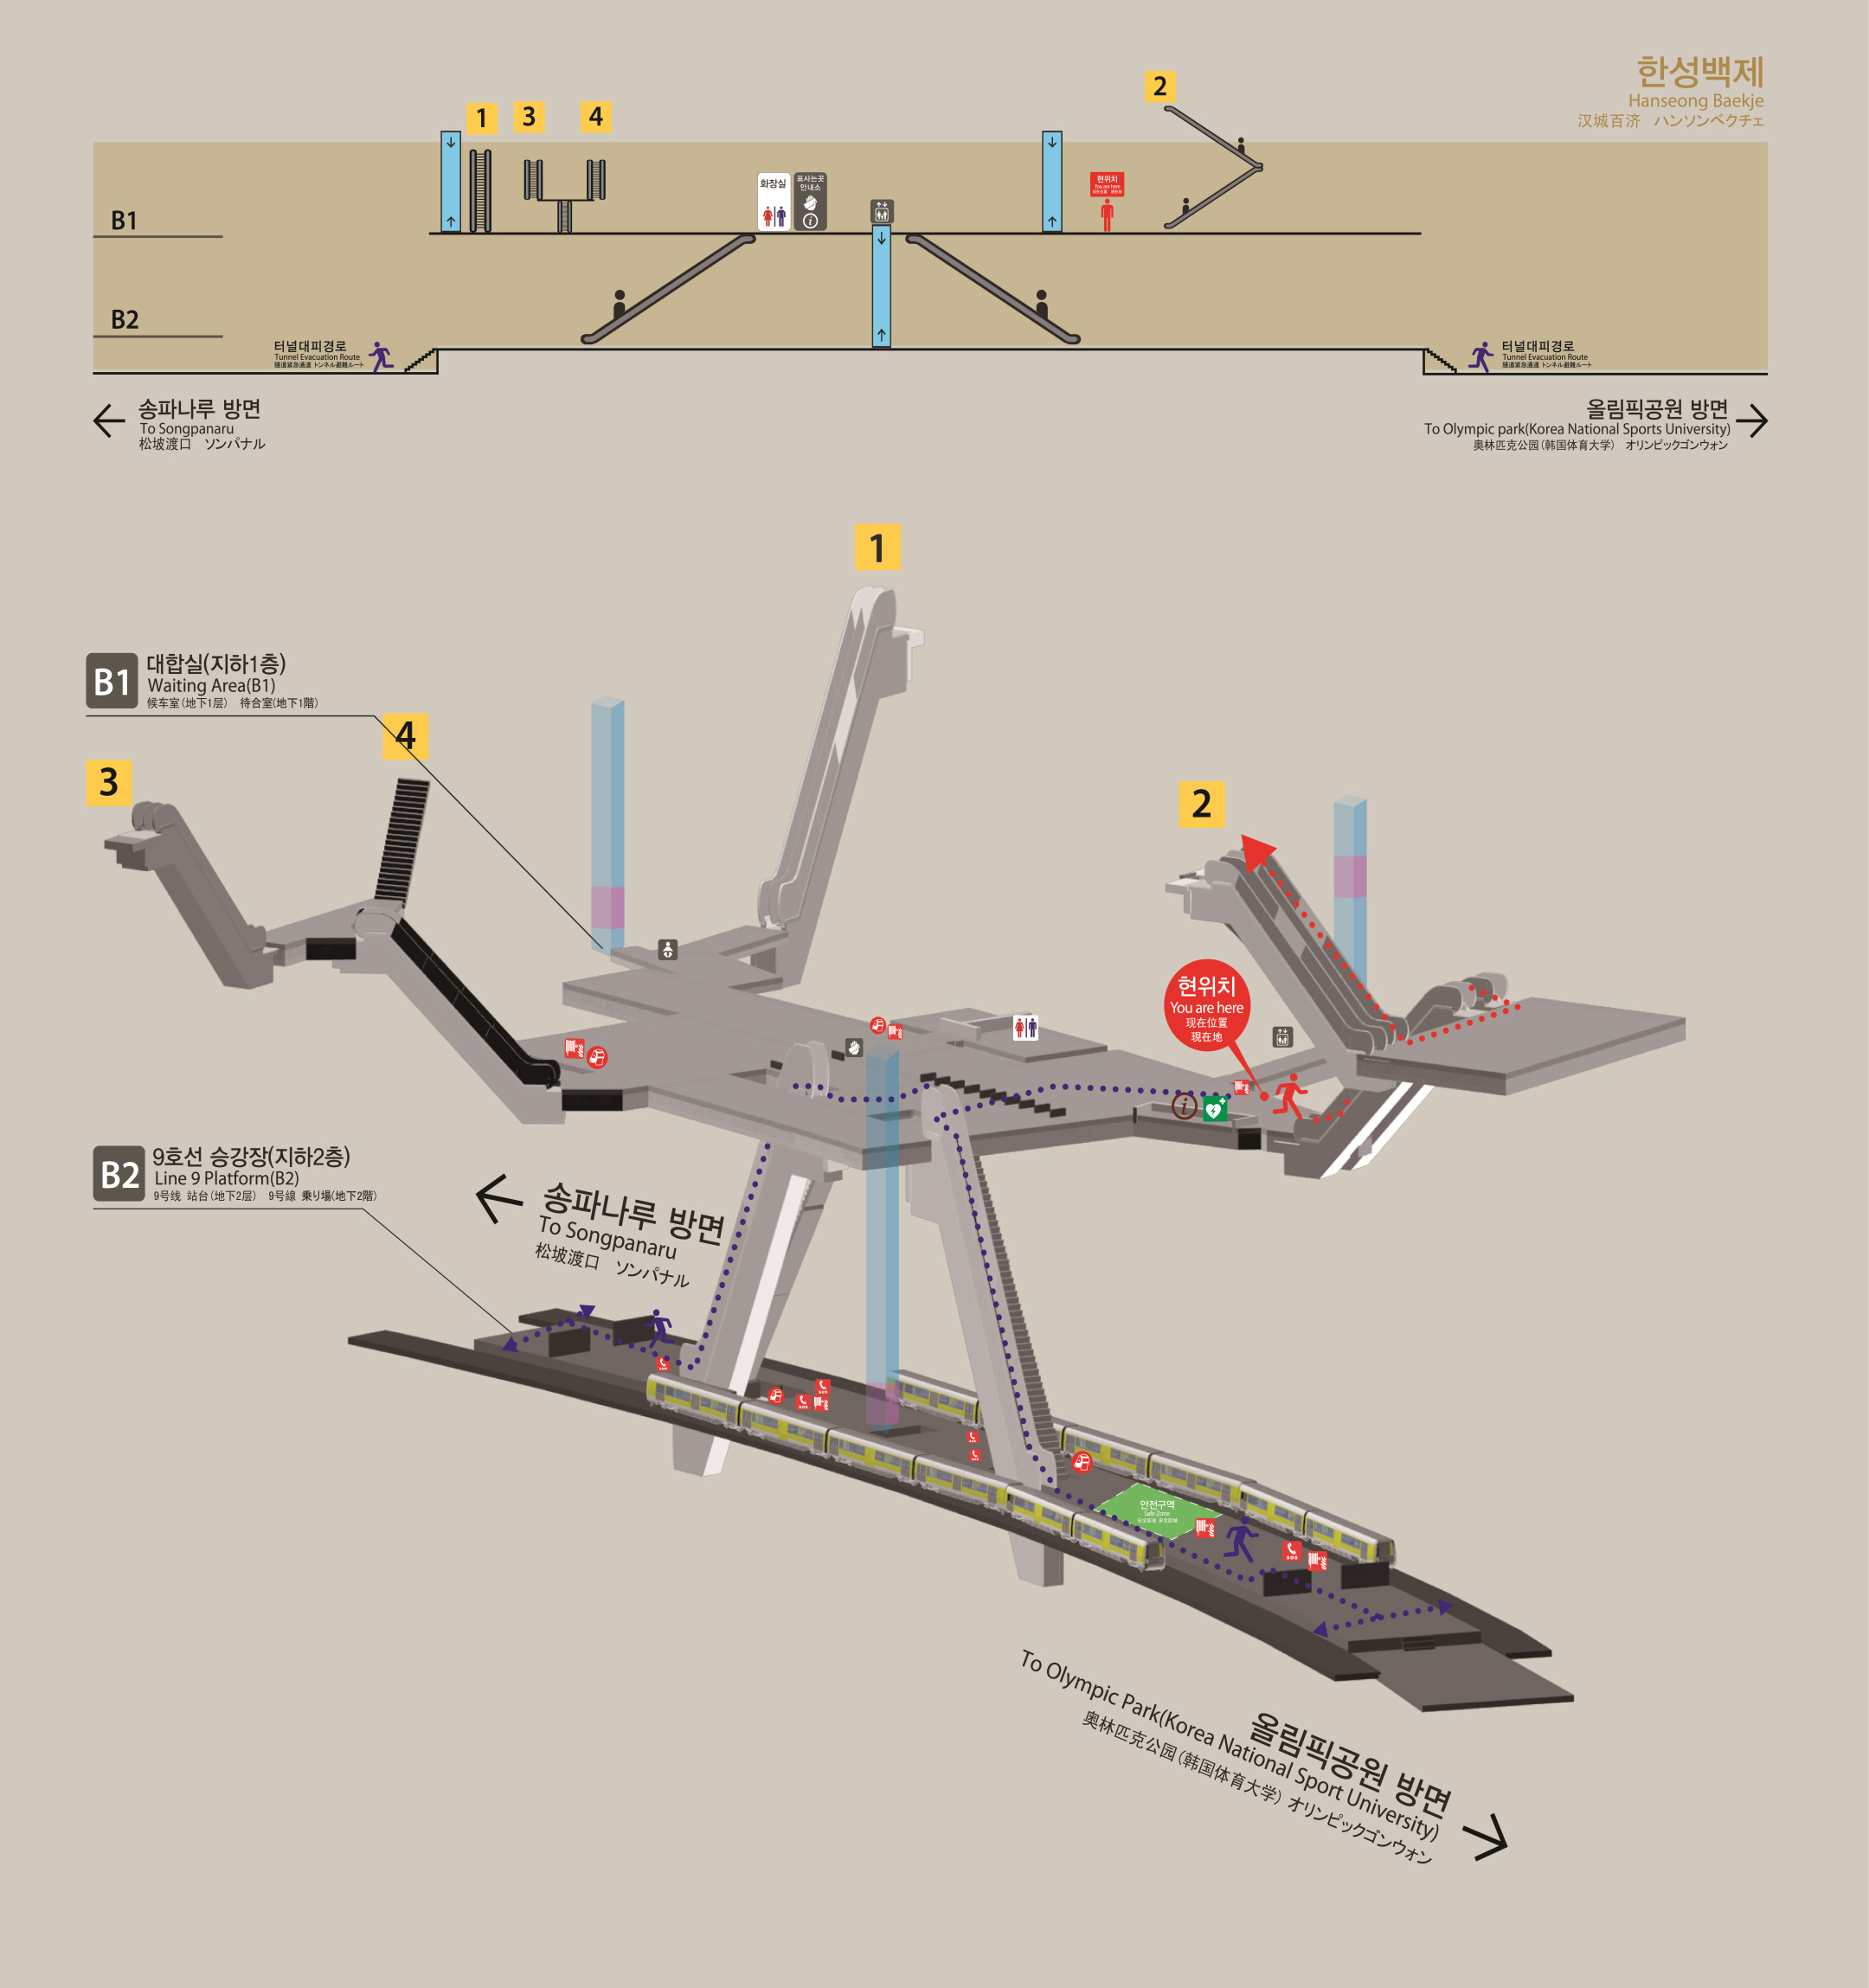 한성백제
Hanseong Baekje
汉城百济 ハンソンベクチェ
1
3
4
2
화장실
표사는곳
안내소
현위치
You are here
B1
B2
터널대피경로
Tunnel Evacuation Route
隧道紧急通道 トンネル避難ルート
터널대피경로
Tunnel Evacuation Route
隧道紧急通道 トンネル避難ルート
송파나루 방면
To Songpanaru
松坡渡口 ソンパナル
올림픽공원 방면
To Olympic park(Korea National Sports University)
奥林匹克公园(韩国体育大学) オリンピックゴンウォン
1
B1
대합실(지하1층)
Waiting Area(B1)
候车室(地下1层) 待合室(地下1階)
4
3
2
현위치
You are here
现在位置
現在地
B2
9호선 승강장(지하2층)
Line 9 Platform(B2)
9号线 站台(地下2层) 9号線 乗り場(地下2階)
송파나루 방면
To Songpanaru
松坡渡口 ソンパナル
안전구역
Safe Zone
올림픽공원 방면
To Olympic Park(Korea National Sport University)
奥林匹克公园(韩国体育大学) オリンピックゴンウォン